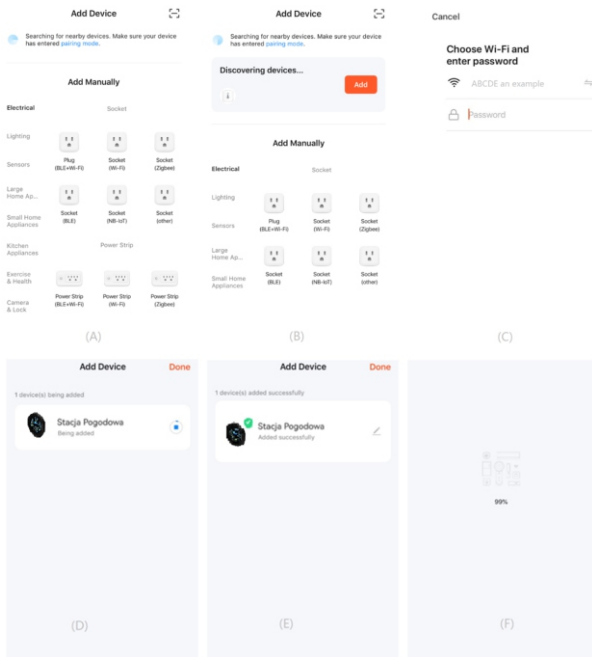 Add Device
Searching for nearby devices. Make sure your device
has entered pairing mode.
Add Manually
Electrical
Socket
Lighting
Plug
(BLE+Wi-Fi)
Socket
(Wi-Fi)
Socket
(Zigbee)
Sensors
Large
Home Ap...
Socket
(BLE)
Socket
(NB-IoT)
Socket
(other)
Small Home
Appliances
Kitchen
Appliances
Power Strip
Exercise
& Health
Power Strip
(BLE+Wi-Fi)
Power Strip
(Wi-Fi)
Power Strip
(Zigbee)
Camera
& Lock
(A)
Add Device
Searching for nearby devices. Make sure your device
has entered pairing mode.
Discovering devices...
Add
Add Manually
Electrical
Socket
Lighting
Plug
(BLE+Wi-Fi)
Socket
(Wi-Fi)
Socket
(Zigbee)
Sensors
Large
Home Ap...
Socket
(BLE)
Socket
(NB-IoT)
Socket
(other)
Small Home
Appliances
(B)
Cancel
Choose Wi-Fi and
enter password
ABCDE an example
Password
(C)
Add Device
Done
1 device(s) being added
Stacja Pogodowa
Being added
(D)
Add Device
Done
1 device(s) added successfully
Stacja Pogodowa
Added successfully
(E)
99%
(F)